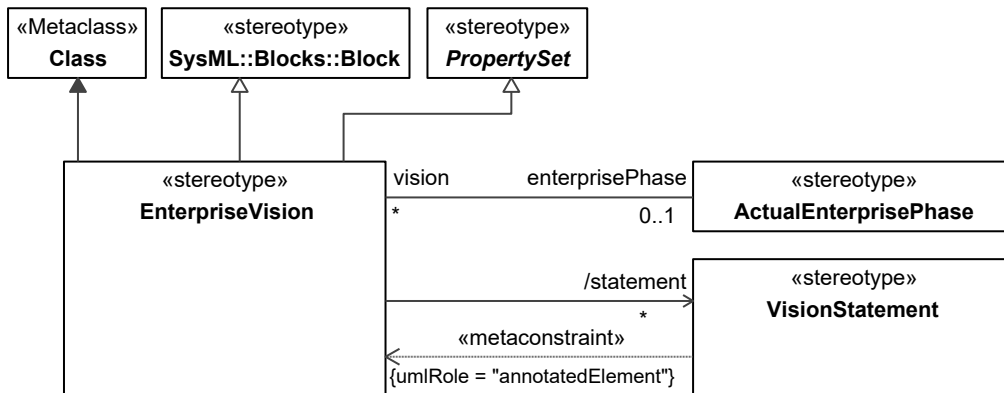 «Metaclass»
Class
«stereotype»
SysML::Blocks::Block
«stereotype»
PropertySet
«stereotype»
EnterpriseVision
vision
enterprisePhase
*
0..1
«stereotype»
ActualEnterprisePhase
/statement
*
«stereotype»
VisionStatement
«metaconstraint»
{umlRole = "annotatedElement"}